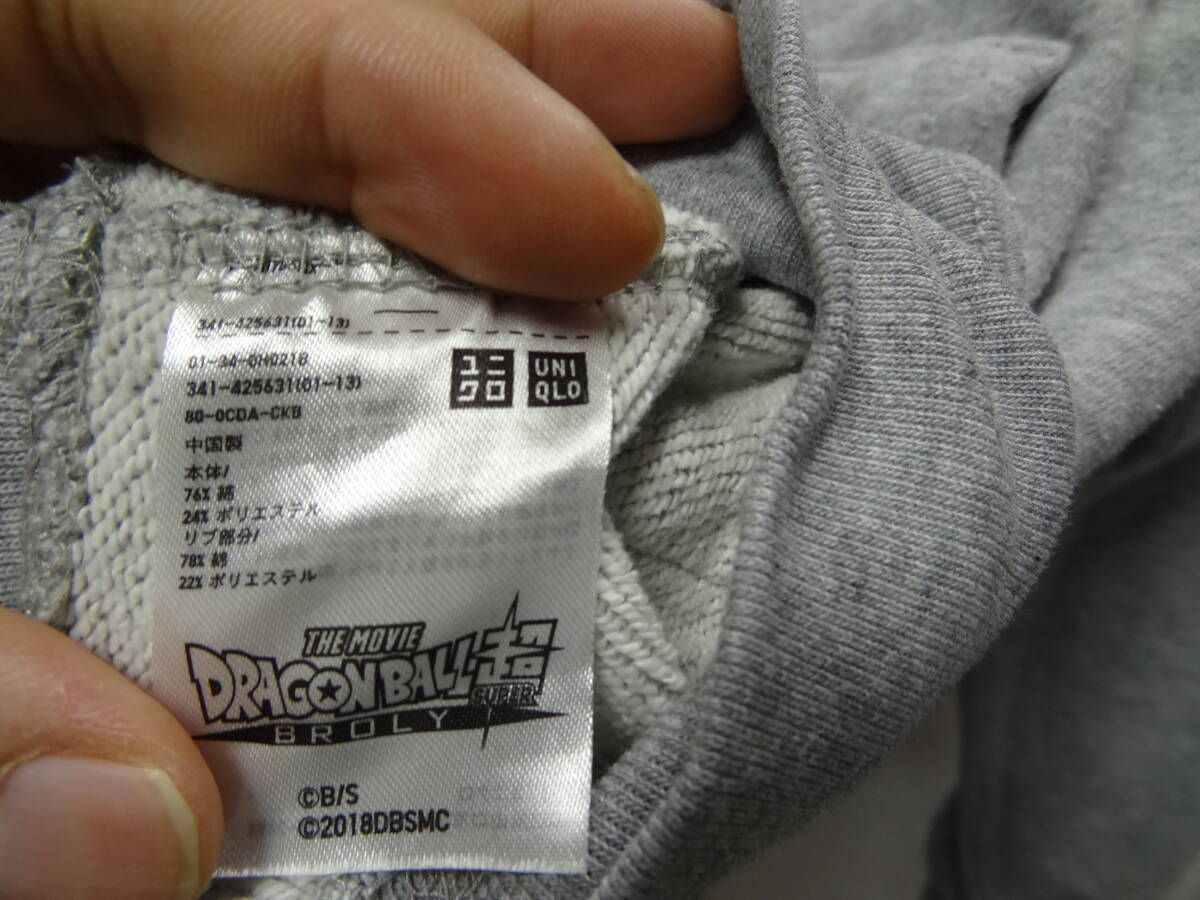 341-425631(01-13)
01-34-0H0218
341-425631(01-13)
80-0CDA-CKB
ユニ
クロ
UNI
QLO
中国製
本体/
76% 綿
24% ポリエステル
リブ部分/
78% 綿
22% ポリエステル
THE MOVIE
DRAGONBALL超
SUPER
BROLY
©B/S
©2018DBSMC